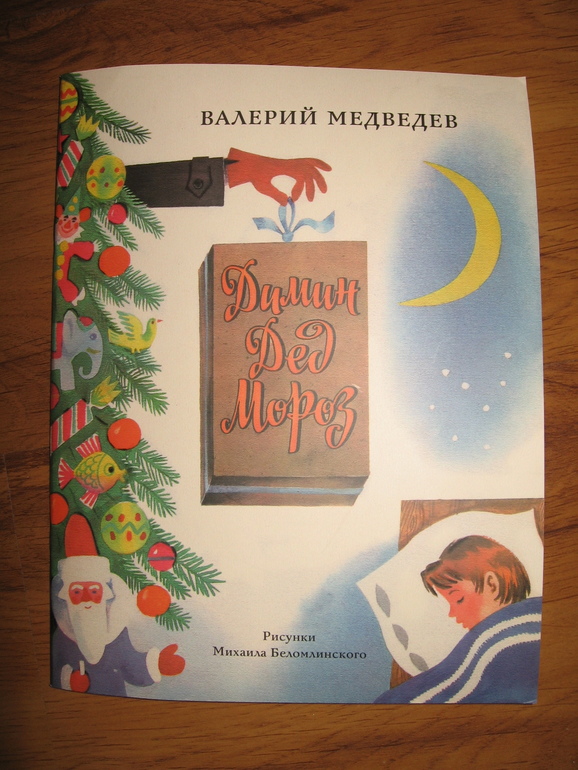 ВАЛЕРИЙ МЕДВЕДЕВ
Димин
Дед
Мороз
Рисунки
Михаила Беломлинского